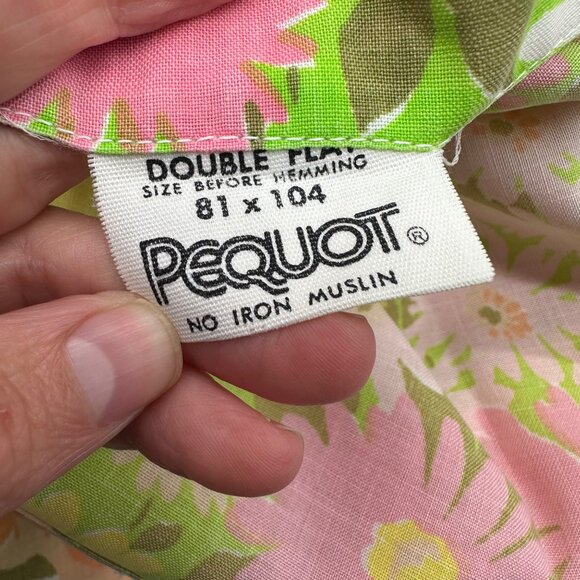 DOUBLE FLAT
SIZE BEFORE HEMMING
81 x 104
PEQUOT ®
NO IRON MUSLIN